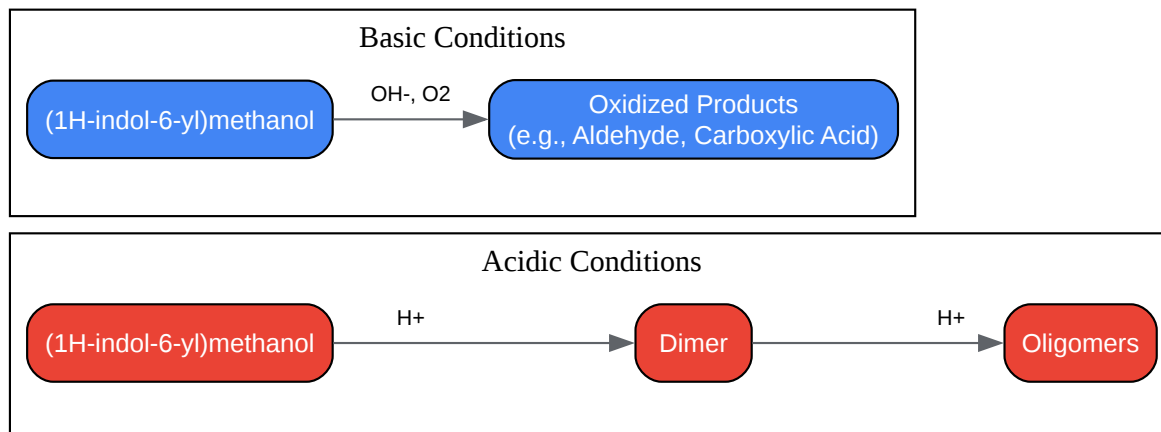 Basic Conditions
(1H-indol-6-yl)methanol
OH-, O2
Oxidized Products
(e.g., Aldehyde, Carboxylic Acid)
Acidic Conditions
(1H-indol-6-yl)methanol
H+
Dimer
H+
Oligomers